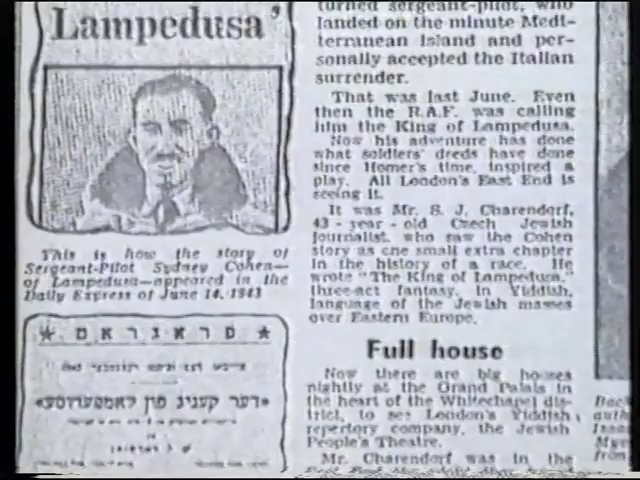 Lampedusa'
This is how the story of
Sergeant-Pilot Sydney Cohen—
of Lampedusa—appeared in the
Daily Express of June 14, 1943
★ פראגראם ★
»דער קעניג פון לאמפעדוזע«
turned sergeant-pilot, who
landed on the minute Medi-
terranean Island and per-
sonally accepted the Italian
surrender.
That was last June. Even
then the R.A.F. was calling
him the King of Lampedusa.
Now his adventure has done
what soldiers' dreds have done
since Homer's time, inspired a
play. All London's East End is
seeing it.
It was Mr. S. J. Charendorf,
43-year-old Czech Jewish
journalist, who saw the Cohen
story as one small extra chapter
in the history of a race. He
wrote "The King of Lampedusa,"
three-act fantasy, in Yiddish,
language of the Jewish masses
over Eastern Europe.
Full house
Now there are big houses
nightly at the Grand Palais in
the heart of the Whitechapel dis-
trict, to see London's Yiddish
repertory company, the Jewish
People's Theatre.
Mr. Charendorf was in the
from